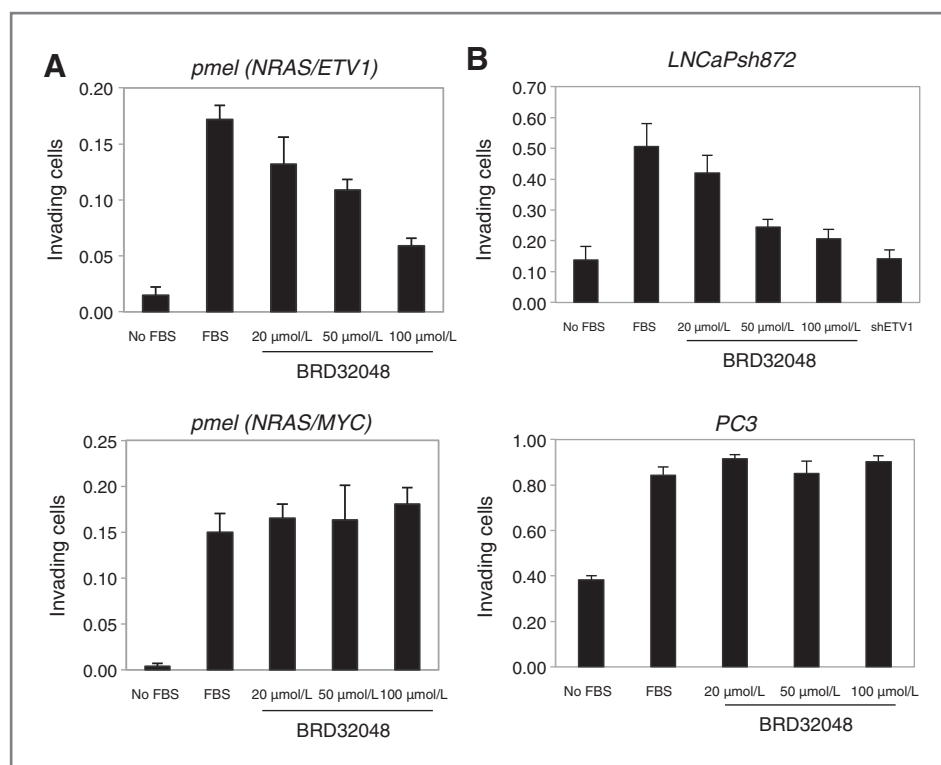 A
pmel (NRAS/ETV1)
Invading cells
0.20
0.15
0.10
0.05
0.00
No FBS FBS 20 µmol/L 50 µmol/L 100 µmol/L
BRD32048
pmel (NRAS/MYC)
Invading cells
0.25
0.20
0.15
0.10
0.05
0.00
No FBS FBS 20 µmol/L 50 µmol/L 100 µmol/L
BRD32048
B
LNCaPsh872
Invading cells
0.70
0.60
0.50
0.40
0.30
0.20
0.10
0.00
No FBS FBS 20 µmol/L 50 µmol/L 100 µmol/L shETV1
BRD32048
PC3
Invading cells
1.00
0.80
0.60
0.40
0.20
0.00
No FBS FBS 20 µmol/L 50 µmol/L 100 µmol/L
BRD32048